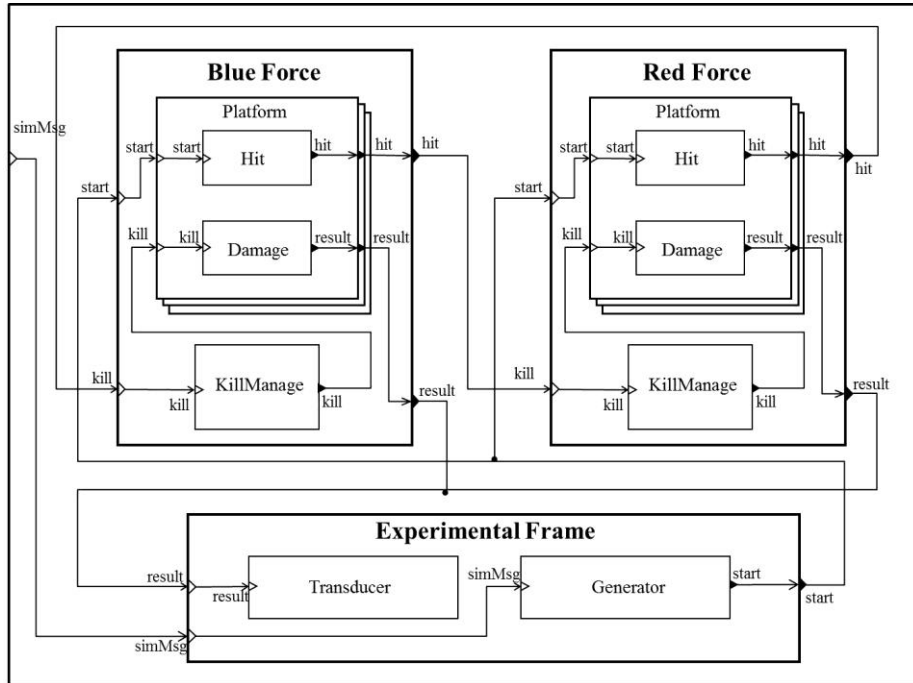 Blue Force
Red Force
simMsg
Platform
Platform
start
start
Hit
hit
hit
hit
start
start
Hit
hit
hit
hit
start
start
kill
kill
Damage
result
result
kill
kill
Damage
result
result
kill
kill
KillManage
kill
result
kill
kill
KillManage
kill
result
Experimental Frame
result
result
Transducer
simMsg
Generator
start
start
simMsg